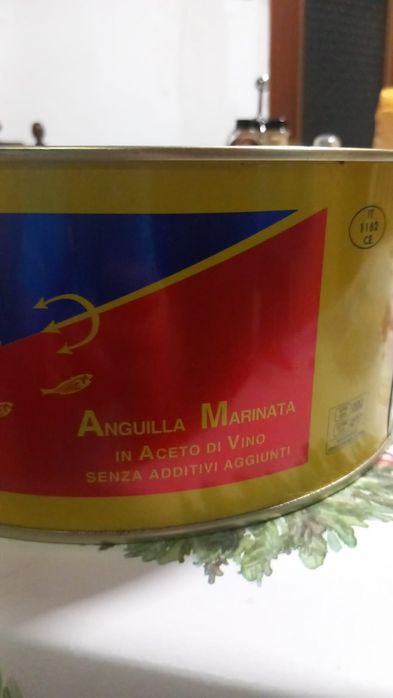 IT
1162
CE
ANGUILLA MARINATA
IN ACETO DI VINO
SENZA ADDITIVI AGGIUNTI